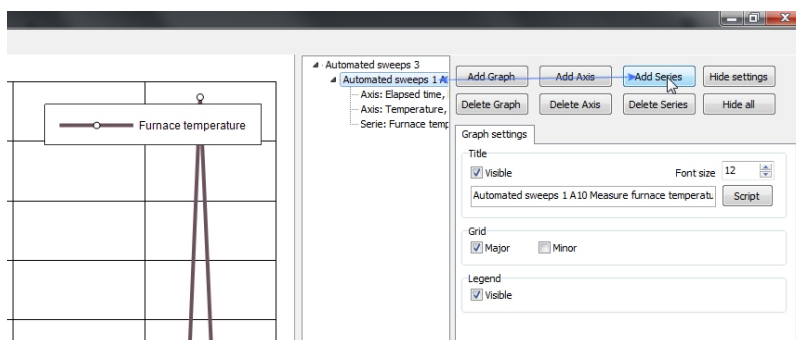 Furnace temperature
Automated sweeps 3
Automated sweeps 1 A
Axis: Elapsed time,
Axis: Temperature,
Serie: Furnace temp
Add Graph
Add Axis
Add Series
Hide settings
Delete Graph
Delete Axis
Delete Series
Hide all
Graph settings
Title
Visible
Font size 12
Automated sweeps 1 A10 Measure furnace temperatu
Script
Grid
Major
Minor
Legend
Visible